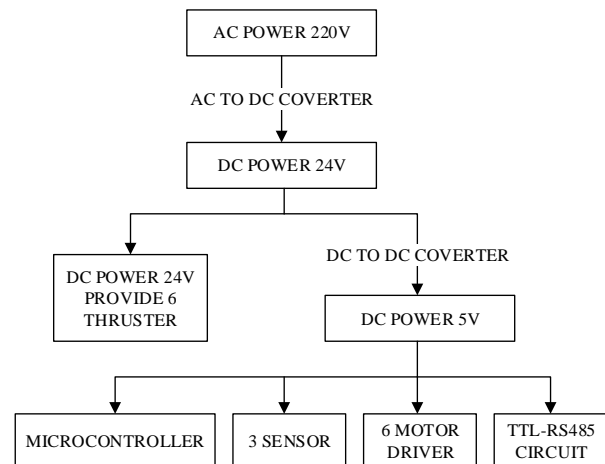 AC POWER 220V
AC TO DC COVERTER
DC POWER 24V
DC POWER 24V
PROVIDE 6
THRUSTER
DC TO DC COVERTER
DC POWER 5V
MICROCONTROLLER
3 SENSOR
6 MOTOR
DRIVER
TTL-RS485
CIRCUIT